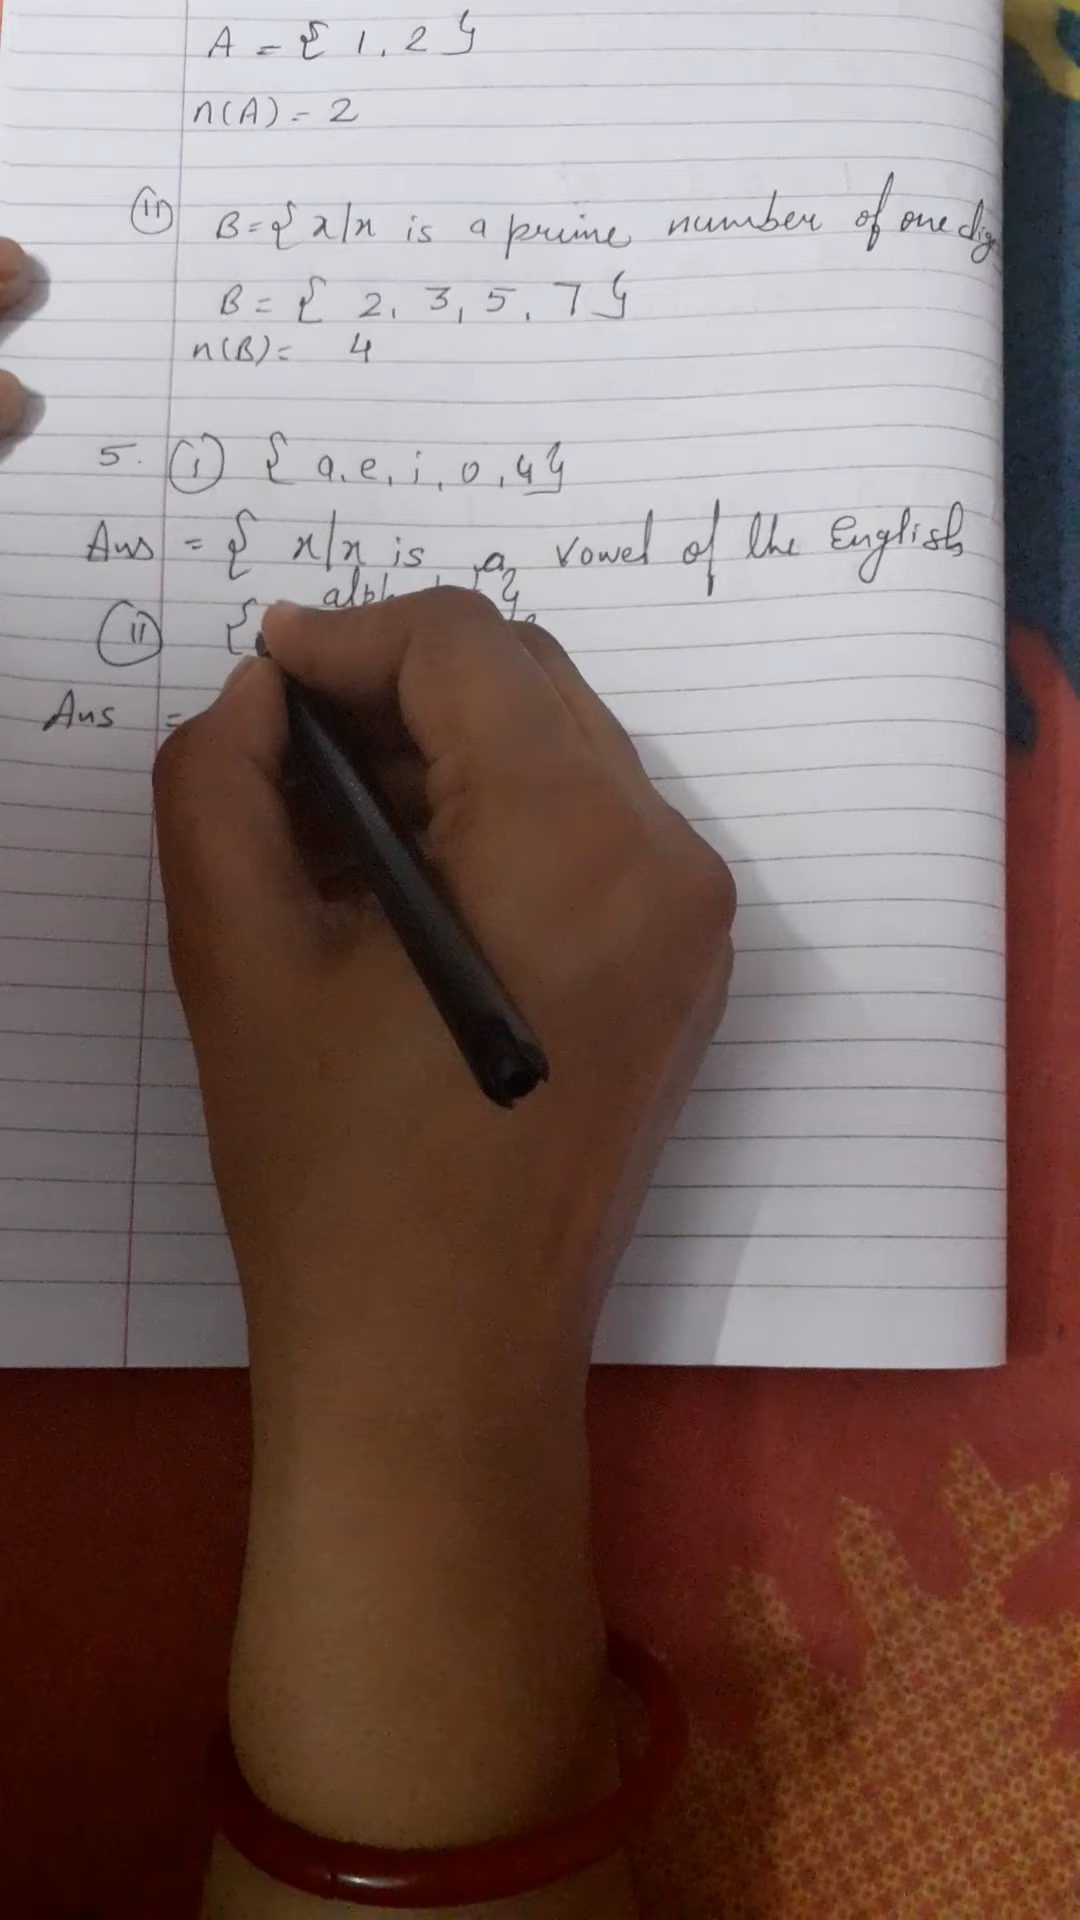 A = { 1, 2 }
n(A) = 2
(ii) B = { x/x is a prime number of one
B = { 2, 3, 5, 7 }
n(B) = 4
5. (i) { a, e, i, o, u }
Ans = { x/x is a vowel of the English
}
(ii) {
Ans =